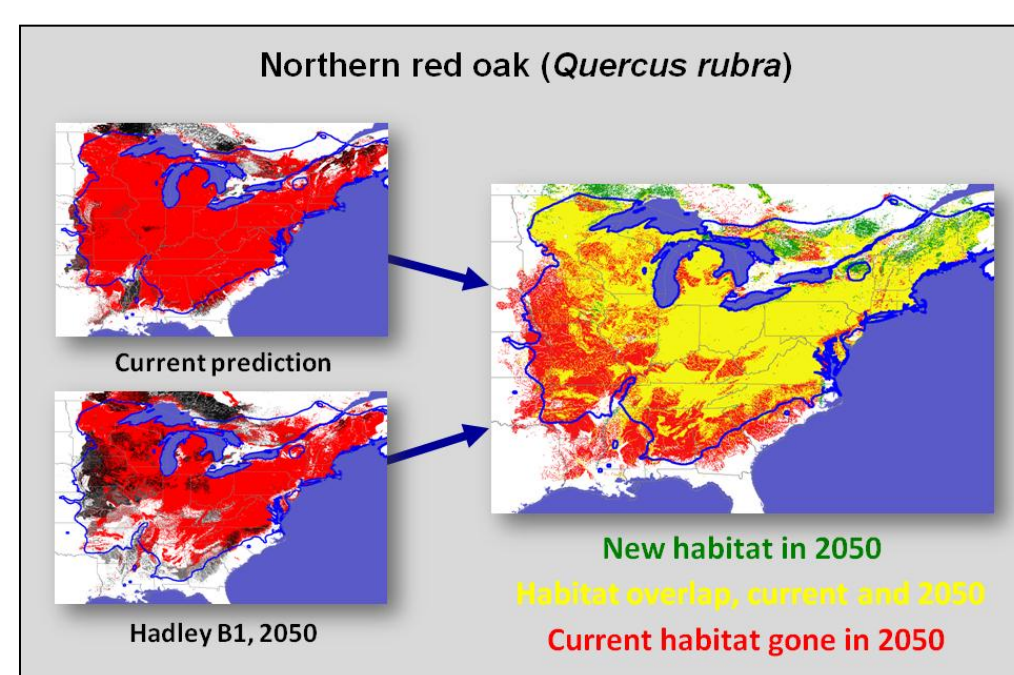 Northern red oak (Quercus rubra)
Current prediction
Hadley B1, 2050
New habitat in 2050
Habitat overlap, current and 2050
Current habitat gone in 2050